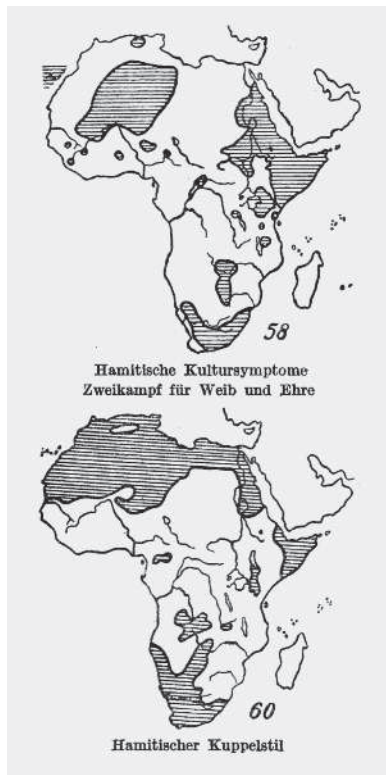 58
Hamitische Kultursymptome
Zweikampf für Weib und Ehre
60
Hamitischer Kuppelstil